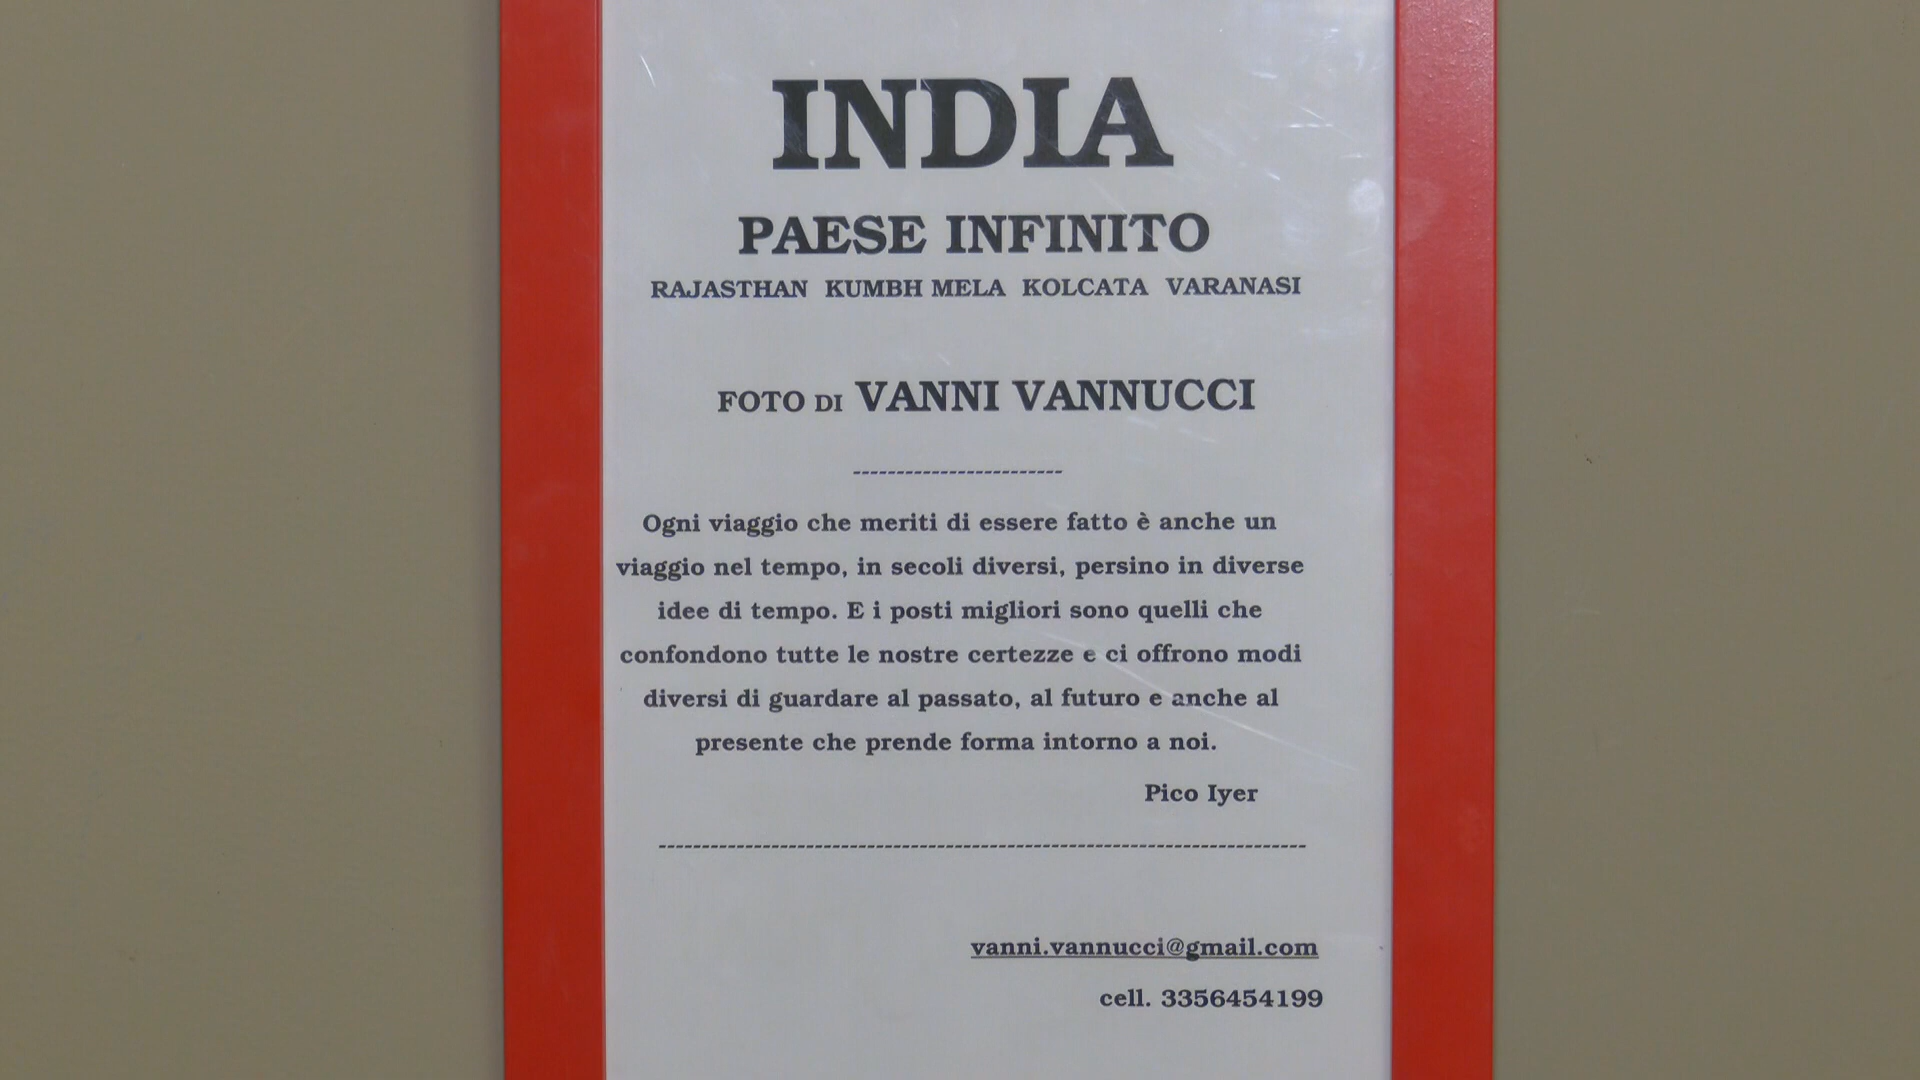 INDIA
PAESE INFINITO
RAJASTHAN KUMBH MELA KOLCATA VARANASI
FOTO DI VANNI VANNUCCI
------------------------
Ogni viaggio che meriti di essere fatto è anche un
viaggio nel tempo, in secoli diversi, persino in diverse
idee di tempo. E i posti migliori sono quelli che
confondono tutte le nostre certezze e ci offrono modi
diversi di guardare al passato, al futuro e anche al
presente che prende forma intorno a noi.
Pico Iyer
---------------------------------------------------------------------------
vanni.vannucci@gmail.com
cell. 3356454199